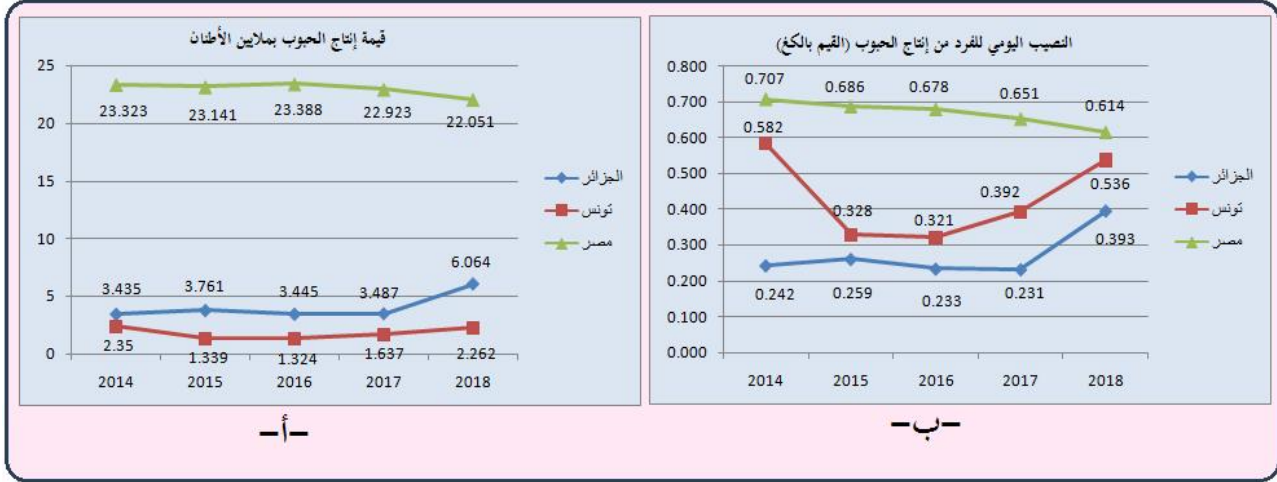 قيمة إنتاج الحبوب بملايين الأطنان
25
20
15
10
5
0
23.323 23.141 23.388 22.923 22.051
3.435 3.761 3.445 3.487 6.064
2.35 1.339 1.324 1.637 2.262
2014 2015 2016 2017 2018
الجزائر
تونس
مصر
-أ-
النصيب اليومي للفرد من إنتاج الحبوب (القيم بالكغ)
0.800
0.700
0.600
0.500
0.400
0.300
0.200
0.100
0.000
0.707 0.686 0.678 0.651 0.614
0.582 0.328 0.321 0.392 0.536
0.242 0.259 0.233 0.231 0.393
2014 2015 2016 2017 2018
الجزائر
تونس
مصر
-ب-